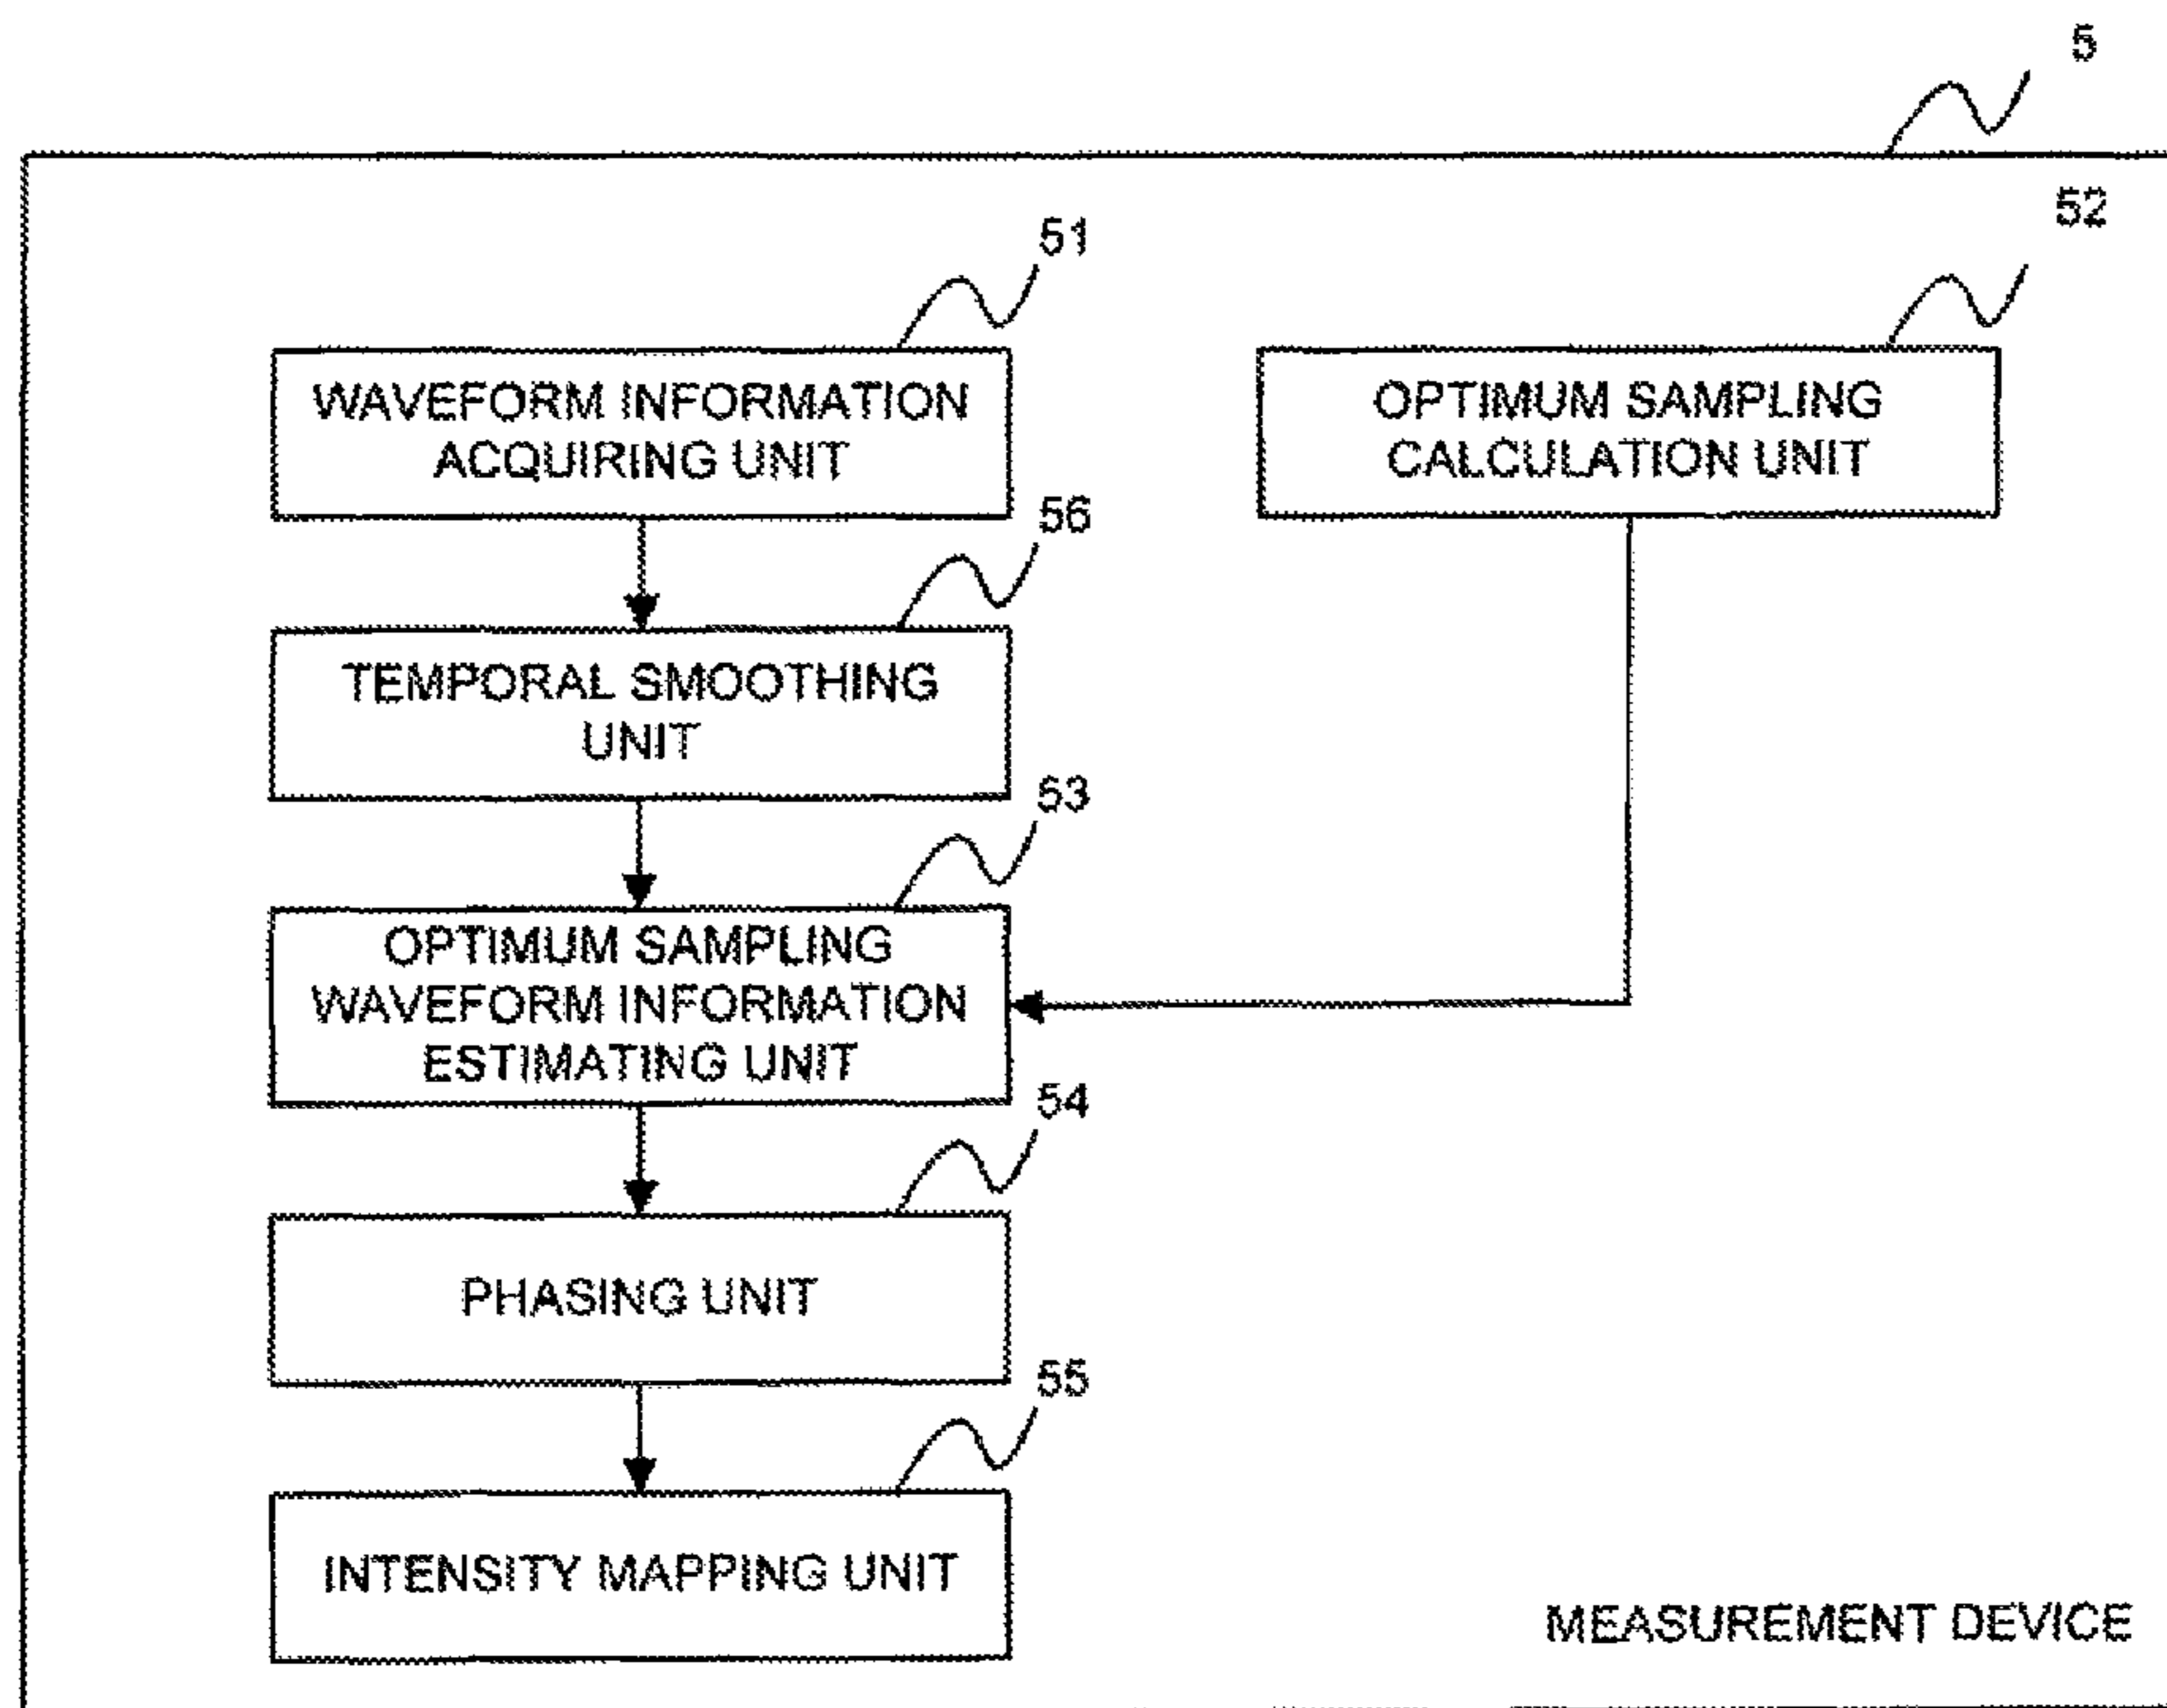 5
51
52
WAVEFORM INFORMATION
ACQUIRING UNIT
OPTIMUM SAMPLING
CALCULATION UNIT
56
TEMPORAL SMOOTHING
UNIT
53
OPTIMUM SAMPLING
WAVEFORM INFORMATION
ESTIMATING UNIT
54
PHASING UNIT
55
INTENSITY MAPPING UNIT
MEASUREMENT DEVICE